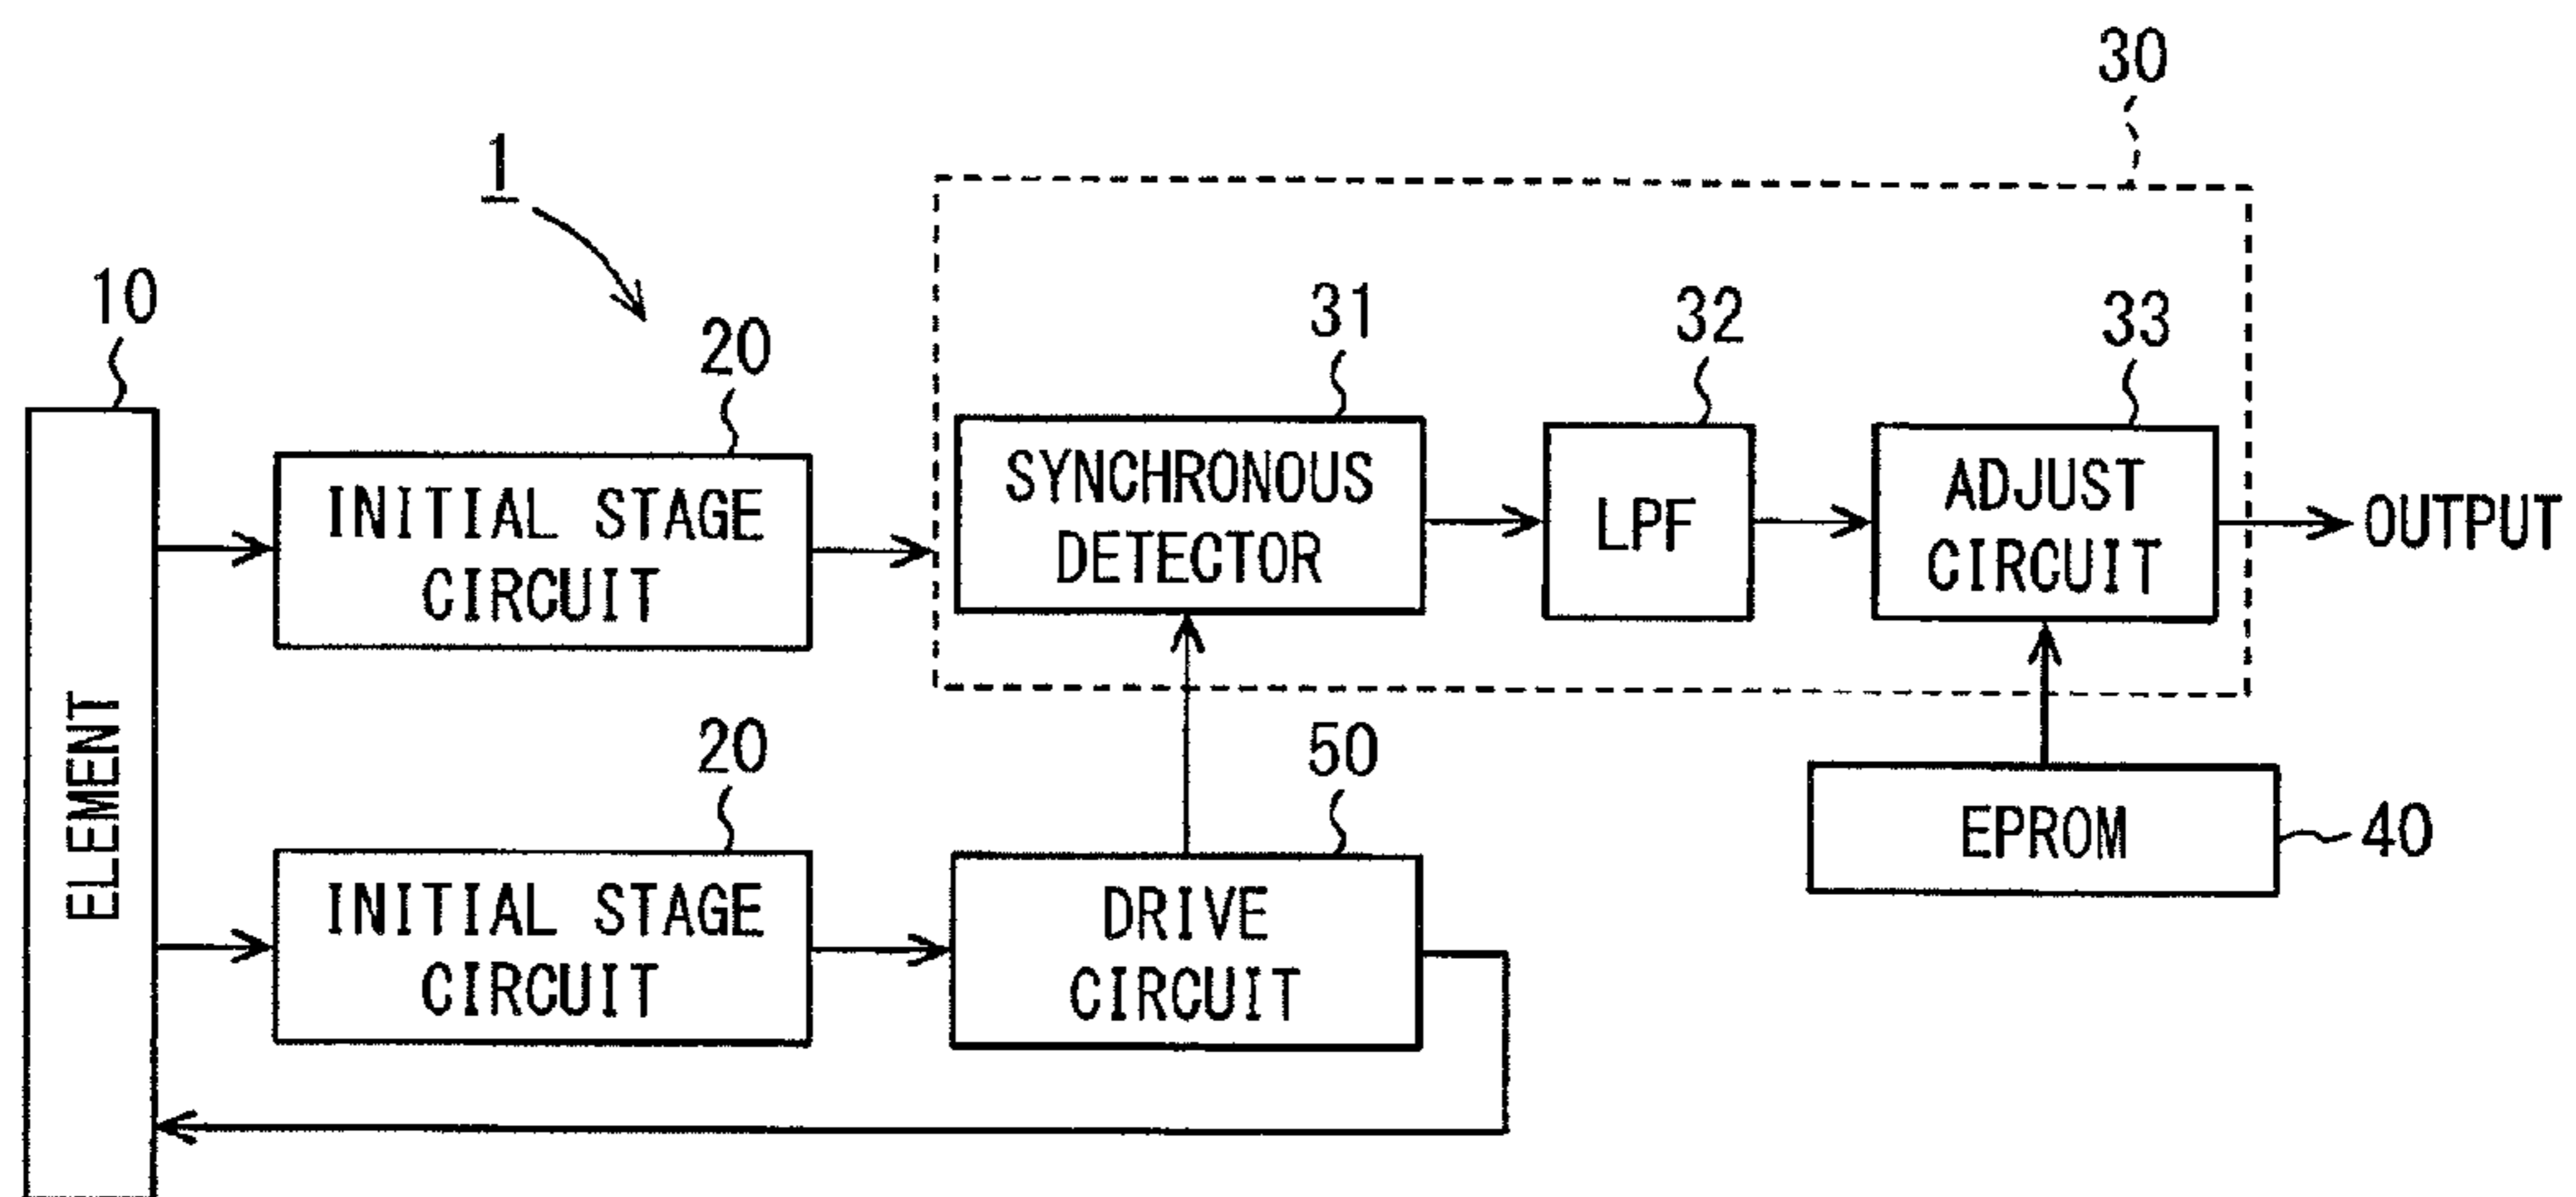 30
1
10
20
31
32
33
INITIAL STAGE
CIRCUIT
SYNCHRONOUS
DETECTOR
LPF
ADJUST
CIRCUIT
OUTPUT
ELEMENT
20
50
INITIAL STAGE
CIRCUIT
DRIVE
CIRCUIT
EPROM
40